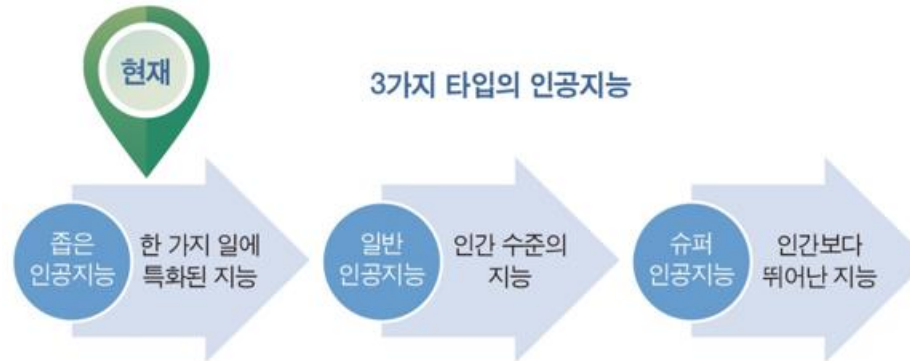 현재
3가지 타입의 인공지능
좁은
인공지능
한 가지 일에
특화된 지능
일반
인공지능
인간 수준의
지능
슈퍼
인공지능
인간보다
뛰어난 지능